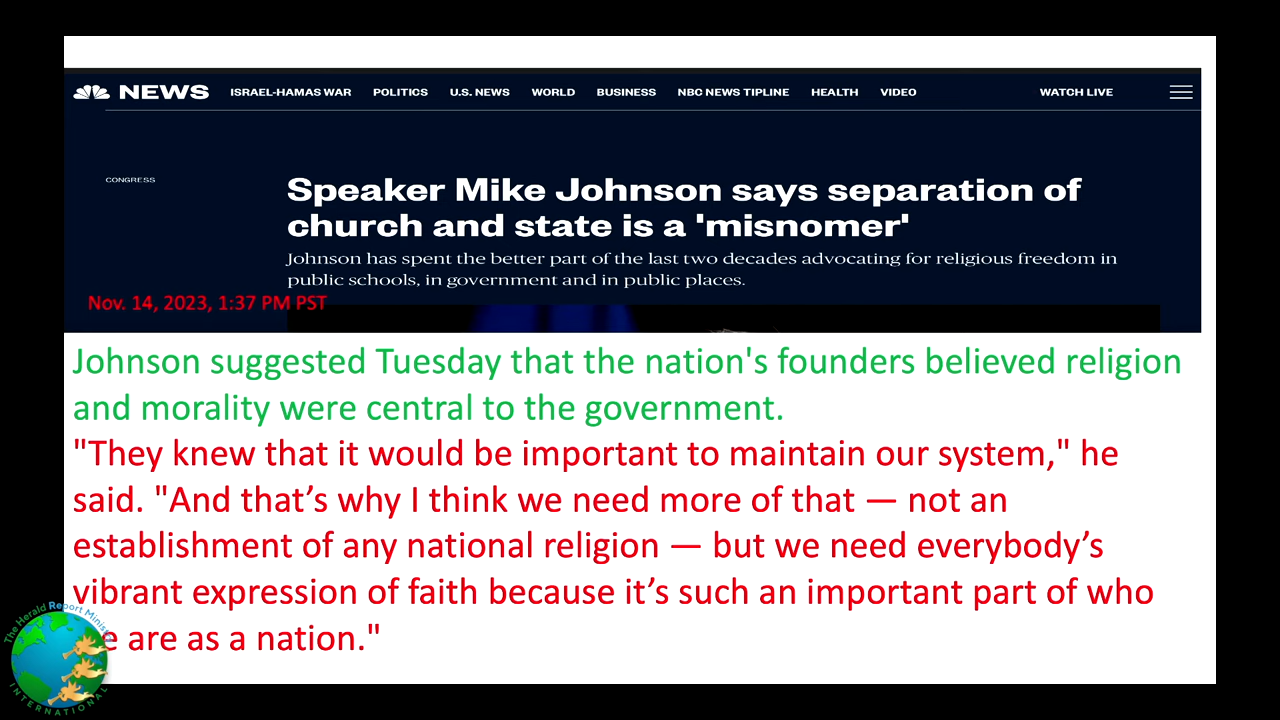 NEWS ISRAEL-HAMAS WAR POLITICS U.S. NEWS WORLD BUSINESS NBC NEWS TIPLINE HEALTH VIDEO WATCH LIVE
CONGRESS
Speaker Mike Johnson says separation of
church and state is a 'misnomer'
Johnson has spent the better part of the last two decades advocating for religious freedom in
public schools, in government and in public places.
Nov. 14, 2023, 1:37 PM PST
Johnson suggested Tuesday that the nation's founders believed religion
and morality were central to the government.
"They knew that it would be important to maintain our system," he
said. "And that’s why I think we need more of that — not an
establishment of any national religion — but we need everybody’s
vibrant expression of faith because it’s such an important part of who
are as a nation."
The Herald Report
INTERNATIONAL